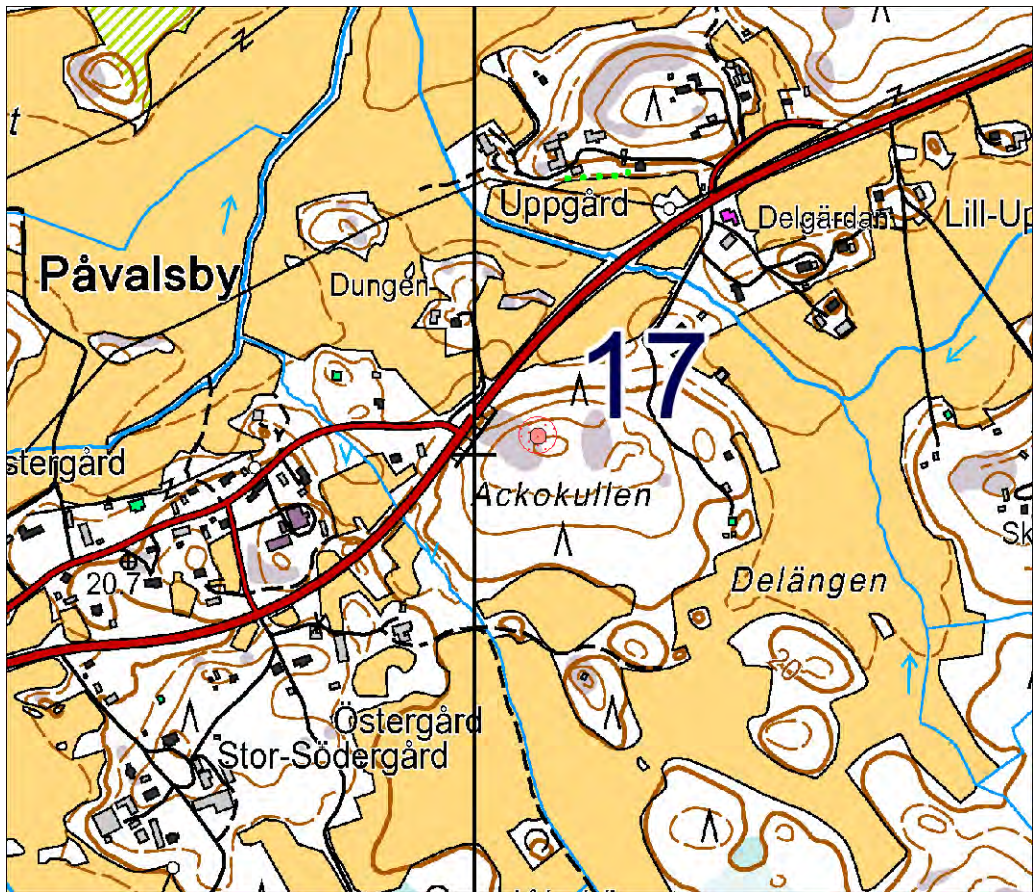 t
Uppgård
Delgärdan
Lill-Up
Påvalsby
Dungen
17
stergård
Ackokullen
Sk
20.7
Delängen
20
Östergård
Stor-Södergård